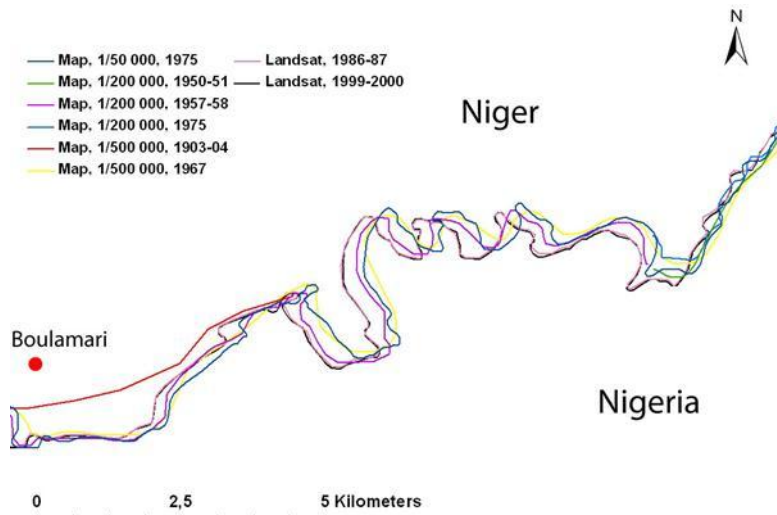 N
Map, 1/50 000, 1975
Landsat, 1986-87
Map, 1/200 000, 1950-51
Landsat, 1999-2000
Map, 1/200 000, 1957-58
Map, 1/200 000, 1975
Map, 1/500 000, 1903-04
Map, 1/500 000, 1967
Niger
Boulamari
Nigeria
0 2,5 5 Kilometers